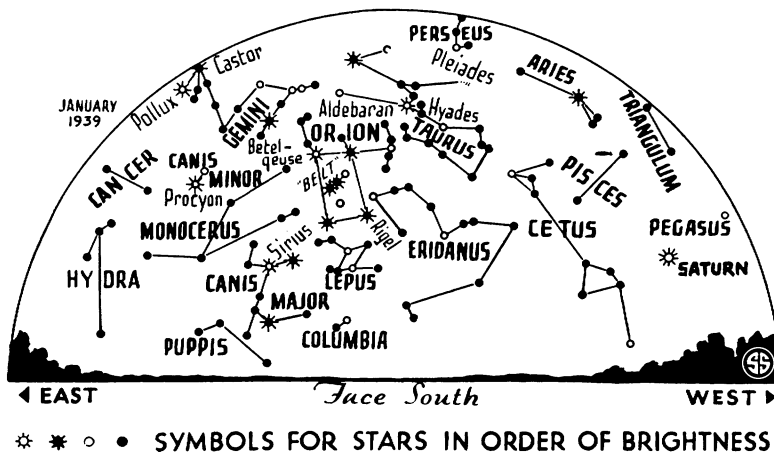 PERSEUS
Castor
Pleiades
ARIES
Pollux
JANUARY
1939
GEMINI
Aldebaran
Hyades
TRIANGULUM
ORION
TAURUS
Betel-
geuse
CANCER
CANIS
MINOR
Procyon
"BELT"
PISCES
MONOCERUS
Sirius
Rigel
ERIDANUS
CETUS
PEGASUS
HYDRA
CANIS
MAJOR
LEPUS
SATURN
PUPPIS
COLUMBIA
SS
EAST
Face South
WEST
SYMBOLS FOR STARS IN ORDER OF BRIGHTNESS